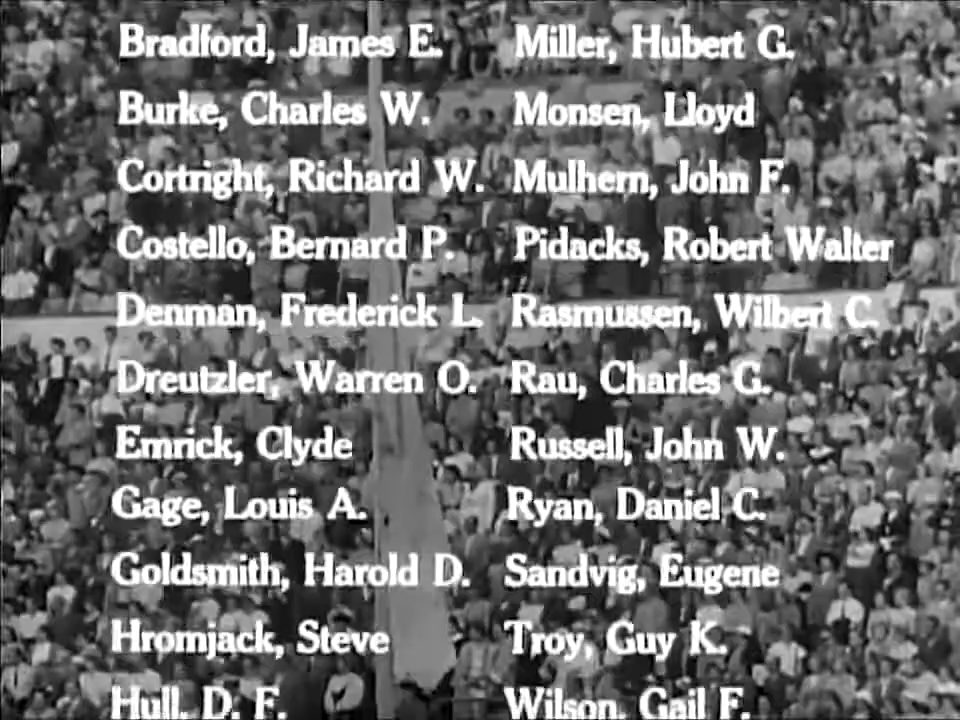 Bradford, James E.
Burke, Charles W.
Cortright, Richard W.
Costello, Bernard P.
Denman, Frederick L.
Dreutzler, Warren O.
Emrick, Clyde
Gage, Louis A.
Goldsmith, Harold D.
Hromjack, Steve
Hull, D. F.
Miller, Hubert G.
Monsen, Lloyd
Mulhern, John F.
Pidacks, Robert Walter
Rasmussen, Wilbert C.
Rau, Charles G.
Russell, John W.
Ryan, Daniel C.
Sandvig, Eugene
Troy, Guy K.
Wilson, Gail F.